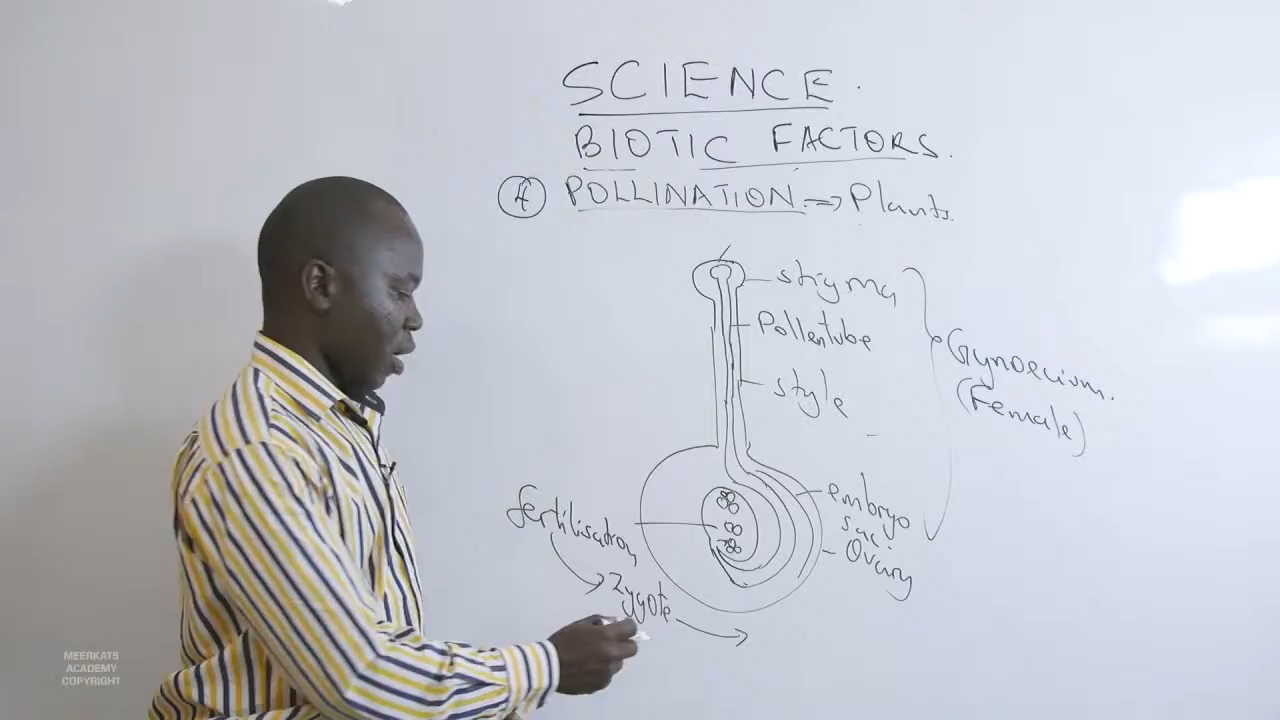 SCIENCE.
BIOTIC FACTORS.
4 POLLINATION. => Plants.
stigma
Pollentube
style
Gynoecium.
(Female)
embryo
sac
Ovary
fertilisation
Zygote
MEERKATS
ACADEMY
COPYRIGHT